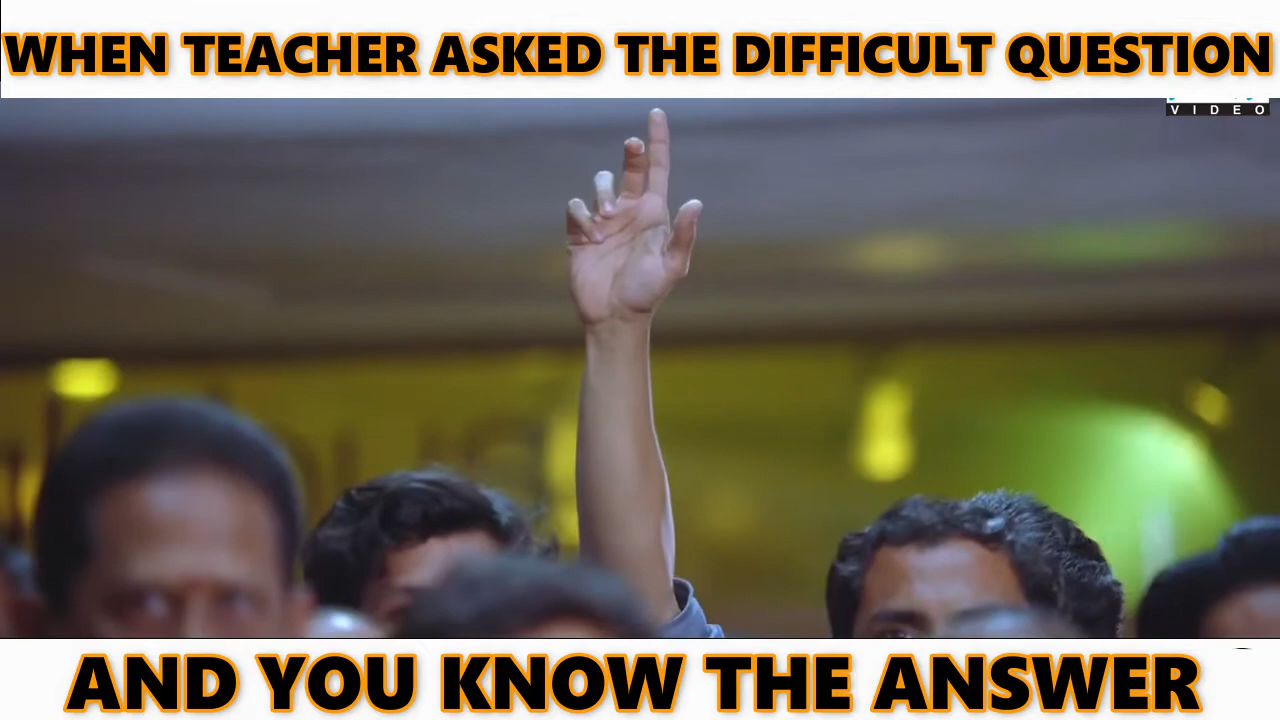 WHEN TEACHER ASKED THE DIFFICULT QUESTION
VIDEO
AND YOU KNOW THE ANSWER